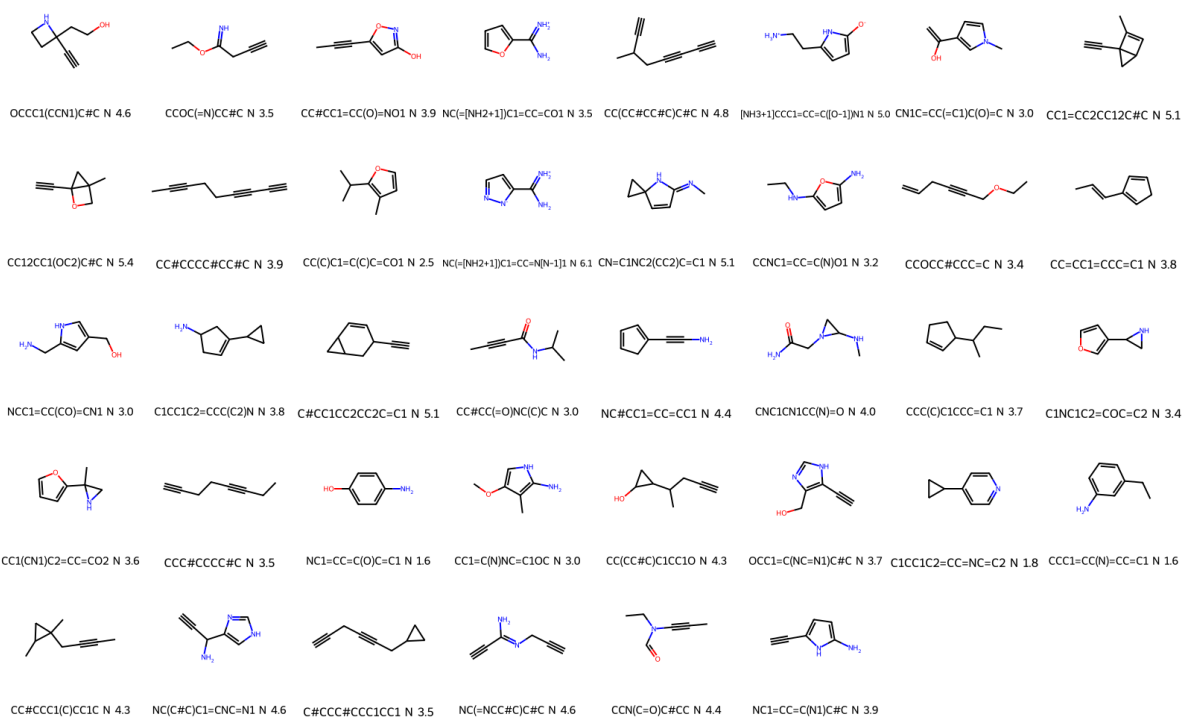 OCCC1(CCN1)C#C N 4.6
CCOC(=N)CC#C N 3.5
CC#CC1=CC(O)=NO1 N 3.9
NC(=[NH2+1])C1=CC=CO1 N 3.5
CC(CC#CC#C)C#C N 4.8
[NH3+1]CCC1=CC=C([O-1])N1 N 5.0
CN1C=CC(=C1)C(O)=C N 3.0
CC1=CC2CC12C#C N 5.1
CC12CC1(OC2)C#C N 5.4
CC#CCCC#CC#C N 3.9
CC(C)C1=C(C)C=CO1 N 2.5
NC(=[NH2+1])C1=CC=N[N-1]1 N 6.1
CN=C1NC2(CC2)C=C1 N 5.1
CCNC1=CC=C(N)O1 N 3.2
CCOCC#CCC=C N 3.4
CC=CC1=CCC=C1 N 3.8
NCC1=CC(CO)=CN1 N 3.0
C1CC1C2=CCC(C2)N N 3.8
C#CC1CC2CC2C=C1 N 5.1
CC#CC(=O)NC(C)C N 3.0
NC#CC1=CC=CC1 N 4.4
CNC1CN1CC(N)=O N 4.0
CCC(C)C1CCC=C1 N 3.7
C1NC1C2=COC=C2 N 3.4
CC1(CN1)C2=CC=CO2 N 3.6
CCC#CCCC#C N 3.5
NC1=CC=C(O)C=C1 N 1.6
CC1=C(N)NC=C1OC N 3.0
CC(CC#C)C1CC1O N 4.3
OCC1=C(NC=N1)C#C N 3.7
C1CC1C2=CC=NC=C2 N 1.8
CCC1=CC(N)=CC=C1 N 1.6
CC#CCC1(C)CC1C N 4.3
NC(C#C)C1=CNC=N1 N 4.6
C#CCC#CCC1CC1 N 3.5
NC(=NCC#C)C#C N 4.6
CCN(C=O)C#CC N 4.4
NC1=CC=C(N1)C#C N 3.9